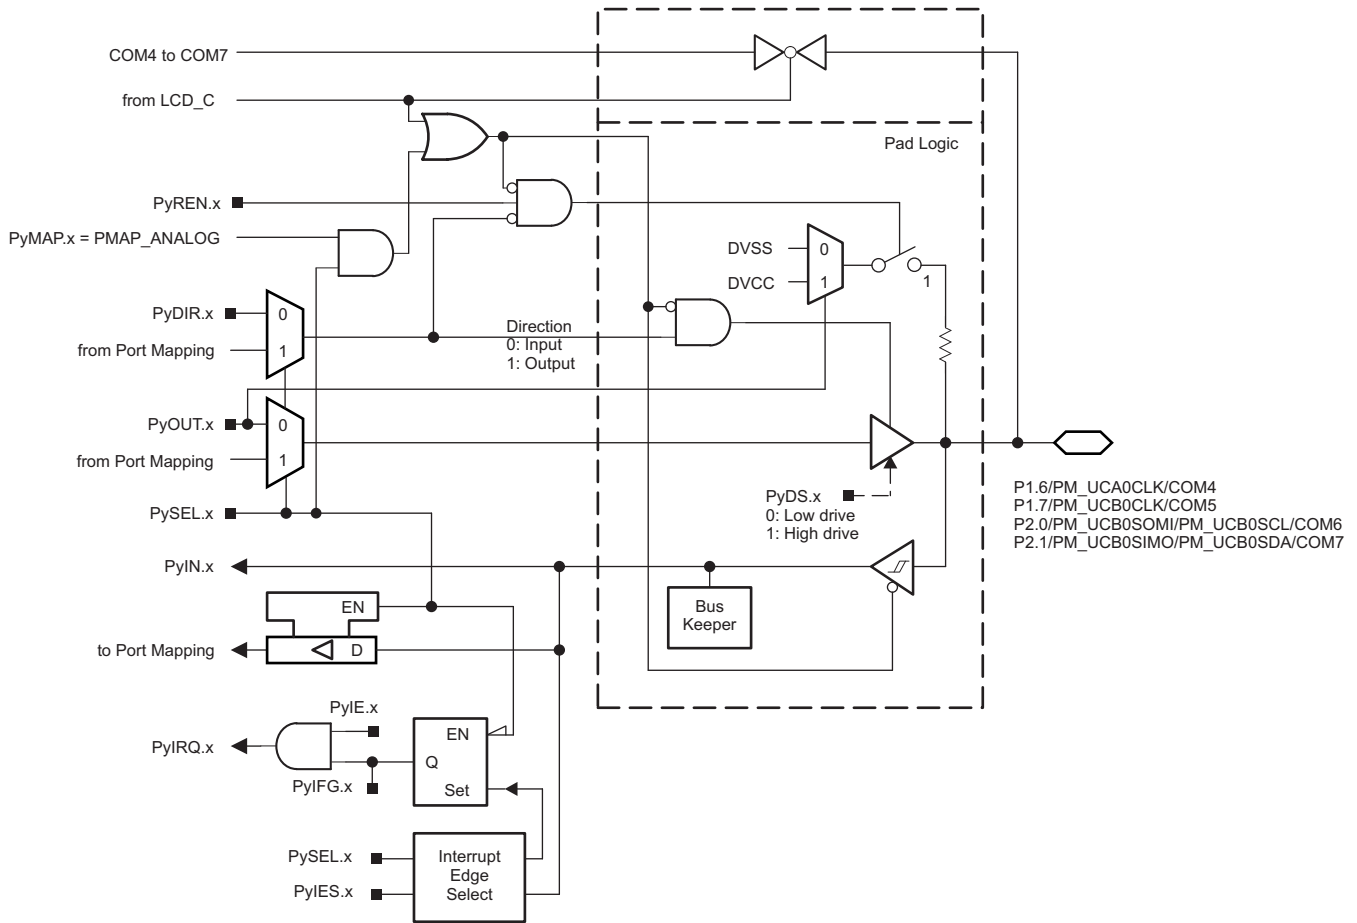 COM4 to COM7
from LCD_C
Pad Logic
PyREN.x
PyMAP.x = PMAP_ANALOG
DVSS
0
DVCC
1
1
PyDIR.x
0
from Port Mapping
1
Direction
0: Input
1: Output
PyOUT.x
0
from Port Mapping
1
PySEL.x
PyDS.x
0: Low drive
1: High drive
P1.6/PM_UCA0CLK/COM4
P1.7/PM_UCB0CLK/COM5
P2.0/PM_UCB0SOMI/PM_UCB0SCL/COM6
P2.1/PM_UCB0SIMO/PM_UCB0SDA/COM7
PyIN.x
Bus
Keeper
EN
to Port Mapping
D
PyIE.x
EN
PyIRQ.x
Q
PyIFG.x
Set
PySEL.x
PyIES.x
Interrupt
Edge
Select